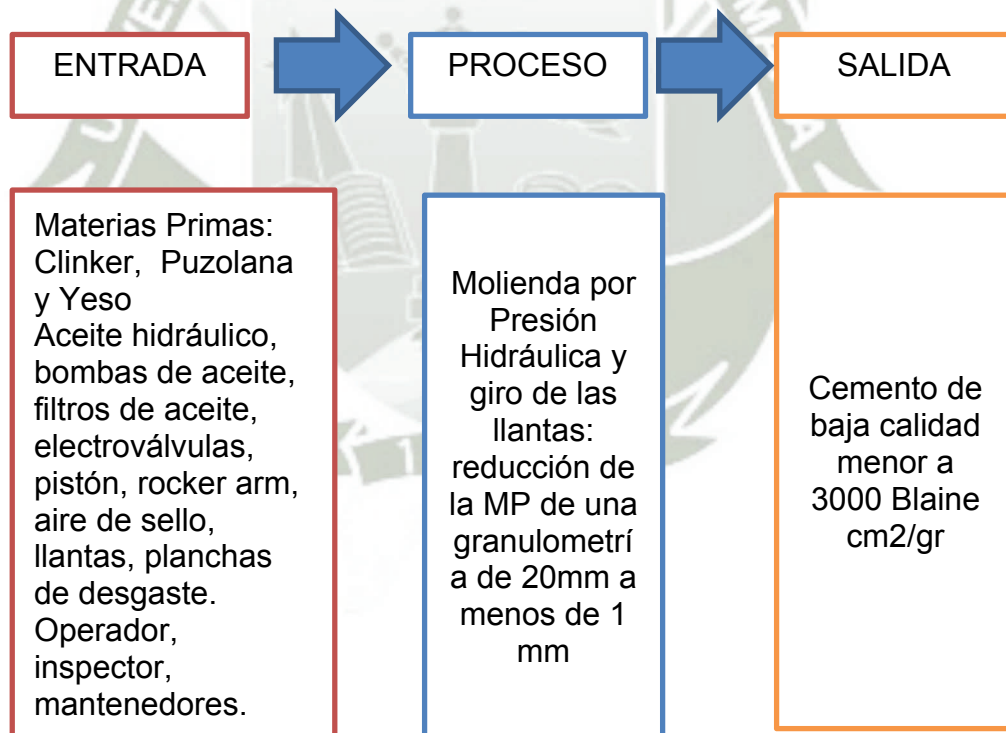 ENTRADA
PROCESO
SALIDA
Materias Primas:
Clinker, Puzolana
y Yeso
Aceite hidráulico,
bombas de aceite,
filtros de aceite,
electroválvulas,
pistón, rocker arm,
aire de sello,
llantas, planchas
de desgaste.
Operador,
inspector,
mantenedores.
Molienda por
Presión
Hidráulica y
giro de las
llantas:
reducción de
la MP de una
granulometrí
a de 20mm a
menos de 1
mm
Cemento de
baja calidad
menor a
3000 Blaine
cm2/gr